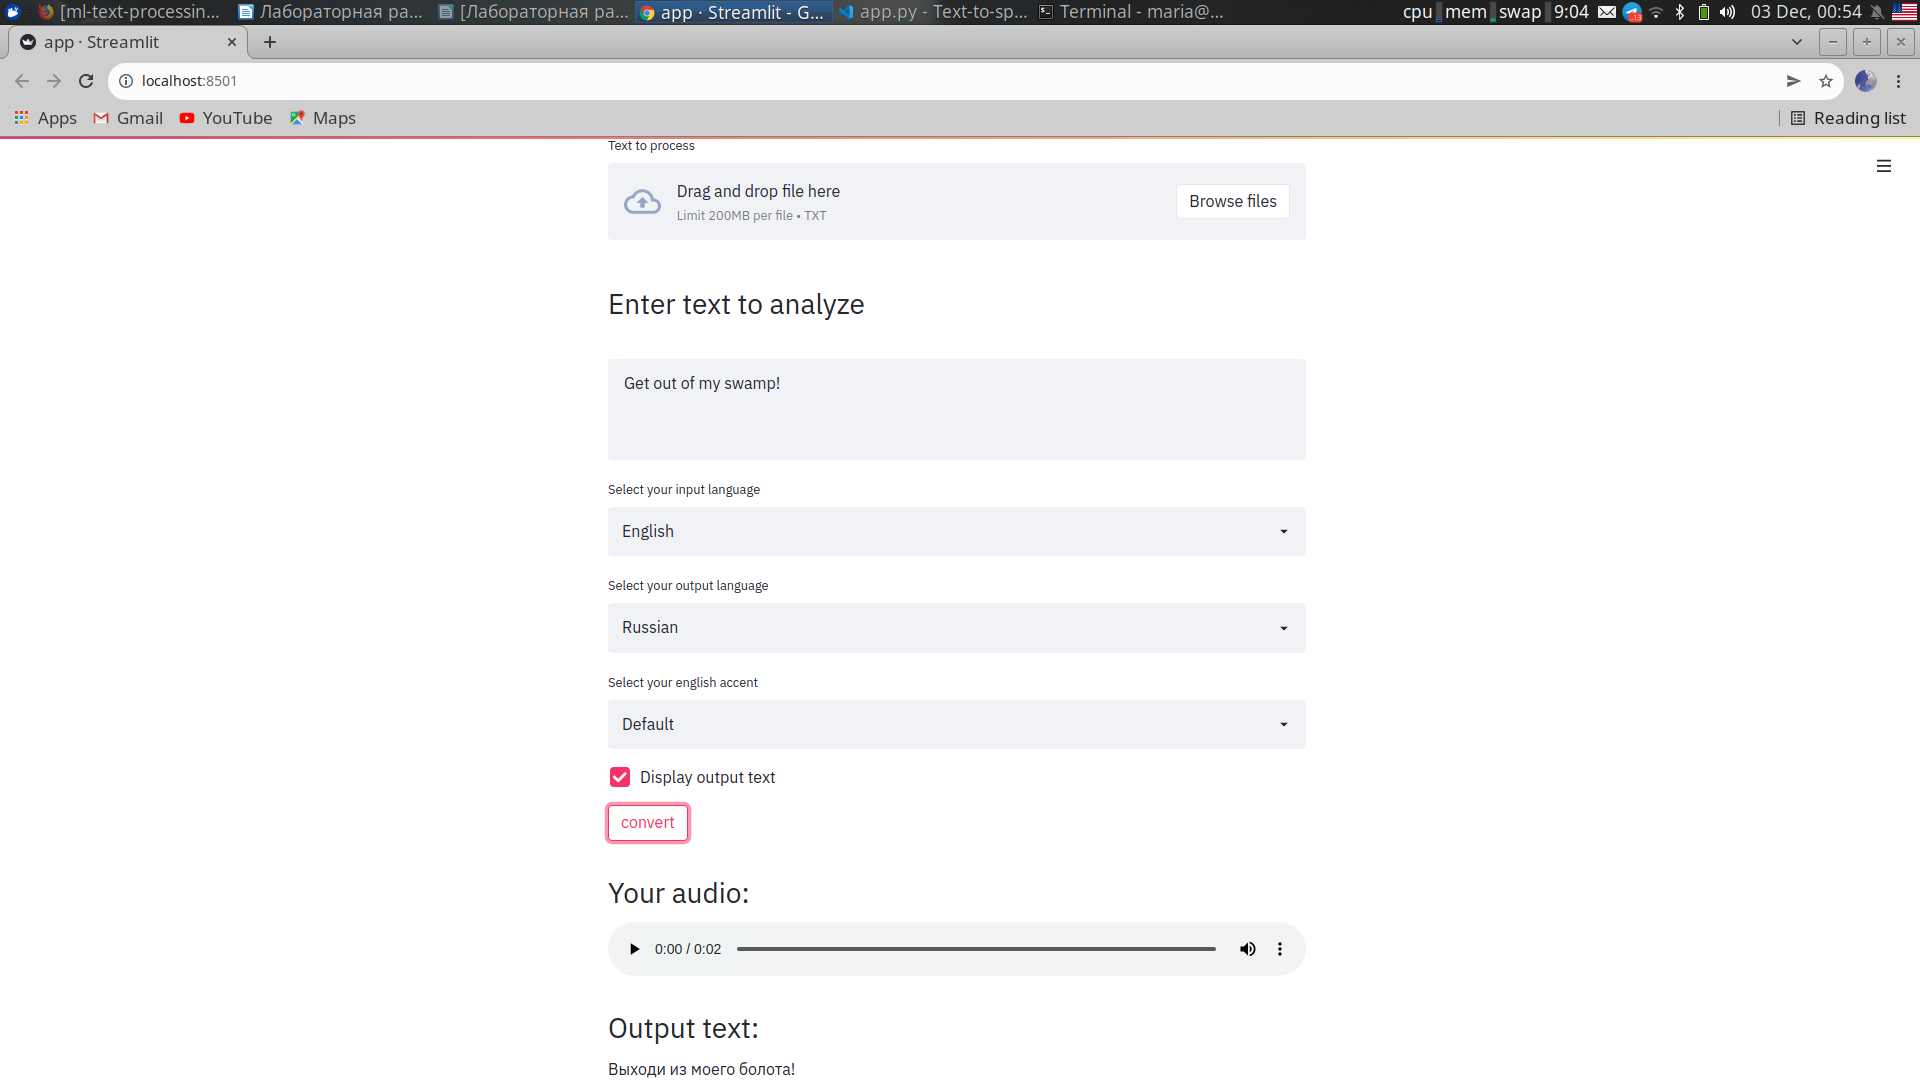 [ml-text-processin... Лабораторная ра... [Лабораторная ра... app · Streamlit - G... app.py - Text-to-sp... Terminal - maria@... cpu mem swap 9:04 13 03 Dec, 00:54
app · Streamlit
localhost:8501
Apps Gmail YouTube Maps Reading list
Text to process
Drag and drop file here
Limit 200MB per file • TXT
Browse files
Enter text to analyze
Get out of my swamp!
Select your input language
English
Select your output language
Russian
Select your english accent
Default
Display output text
convert
Your audio:
0:00 / 0:02
Output text:
Выходи из моего болота!